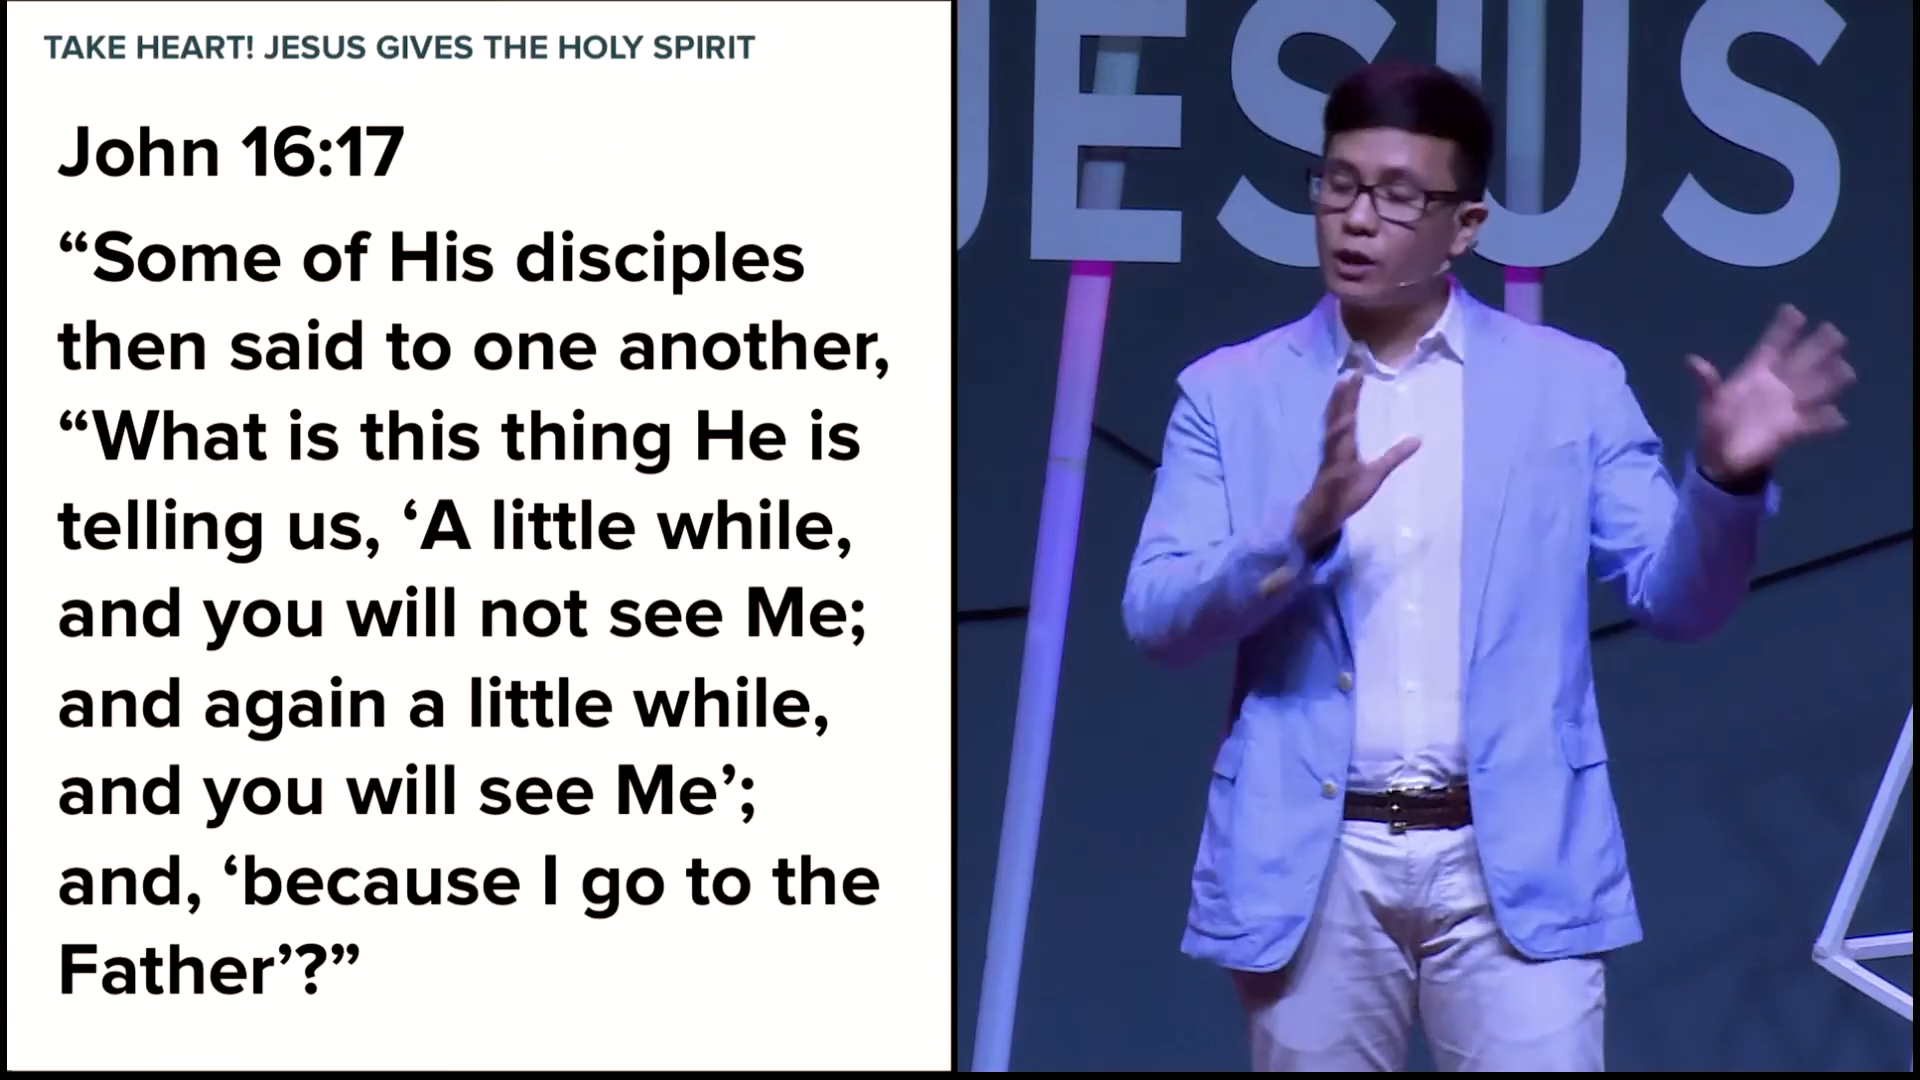 TAKE HEART! JESUS GIVES THE HOLY SPIRIT
John 16:17
“Some of His disciples
then said to one another,
“What is this thing He is
telling us, ‘A little while,
and you will not see Me;
and again a little while,
and you will see Me’;
and, ‘because I go to the
Father’?”
JESUS